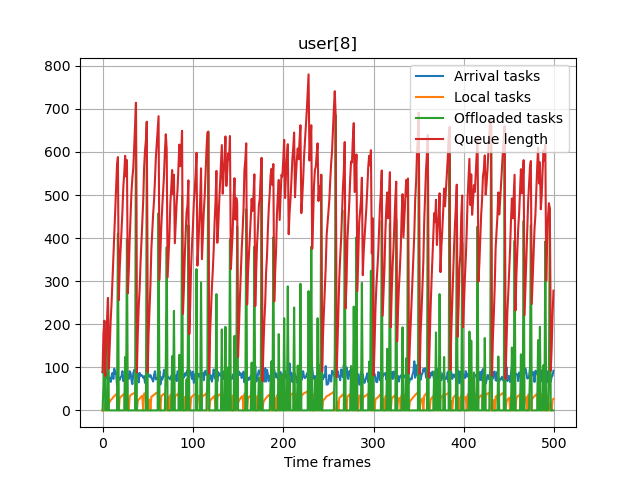 user[8]
800
700
600
500
400
300
200
100
0
0 100 200 300 400 500
Time frames
Arrival tasks
Local tasks
Offloaded tasks
Queue length